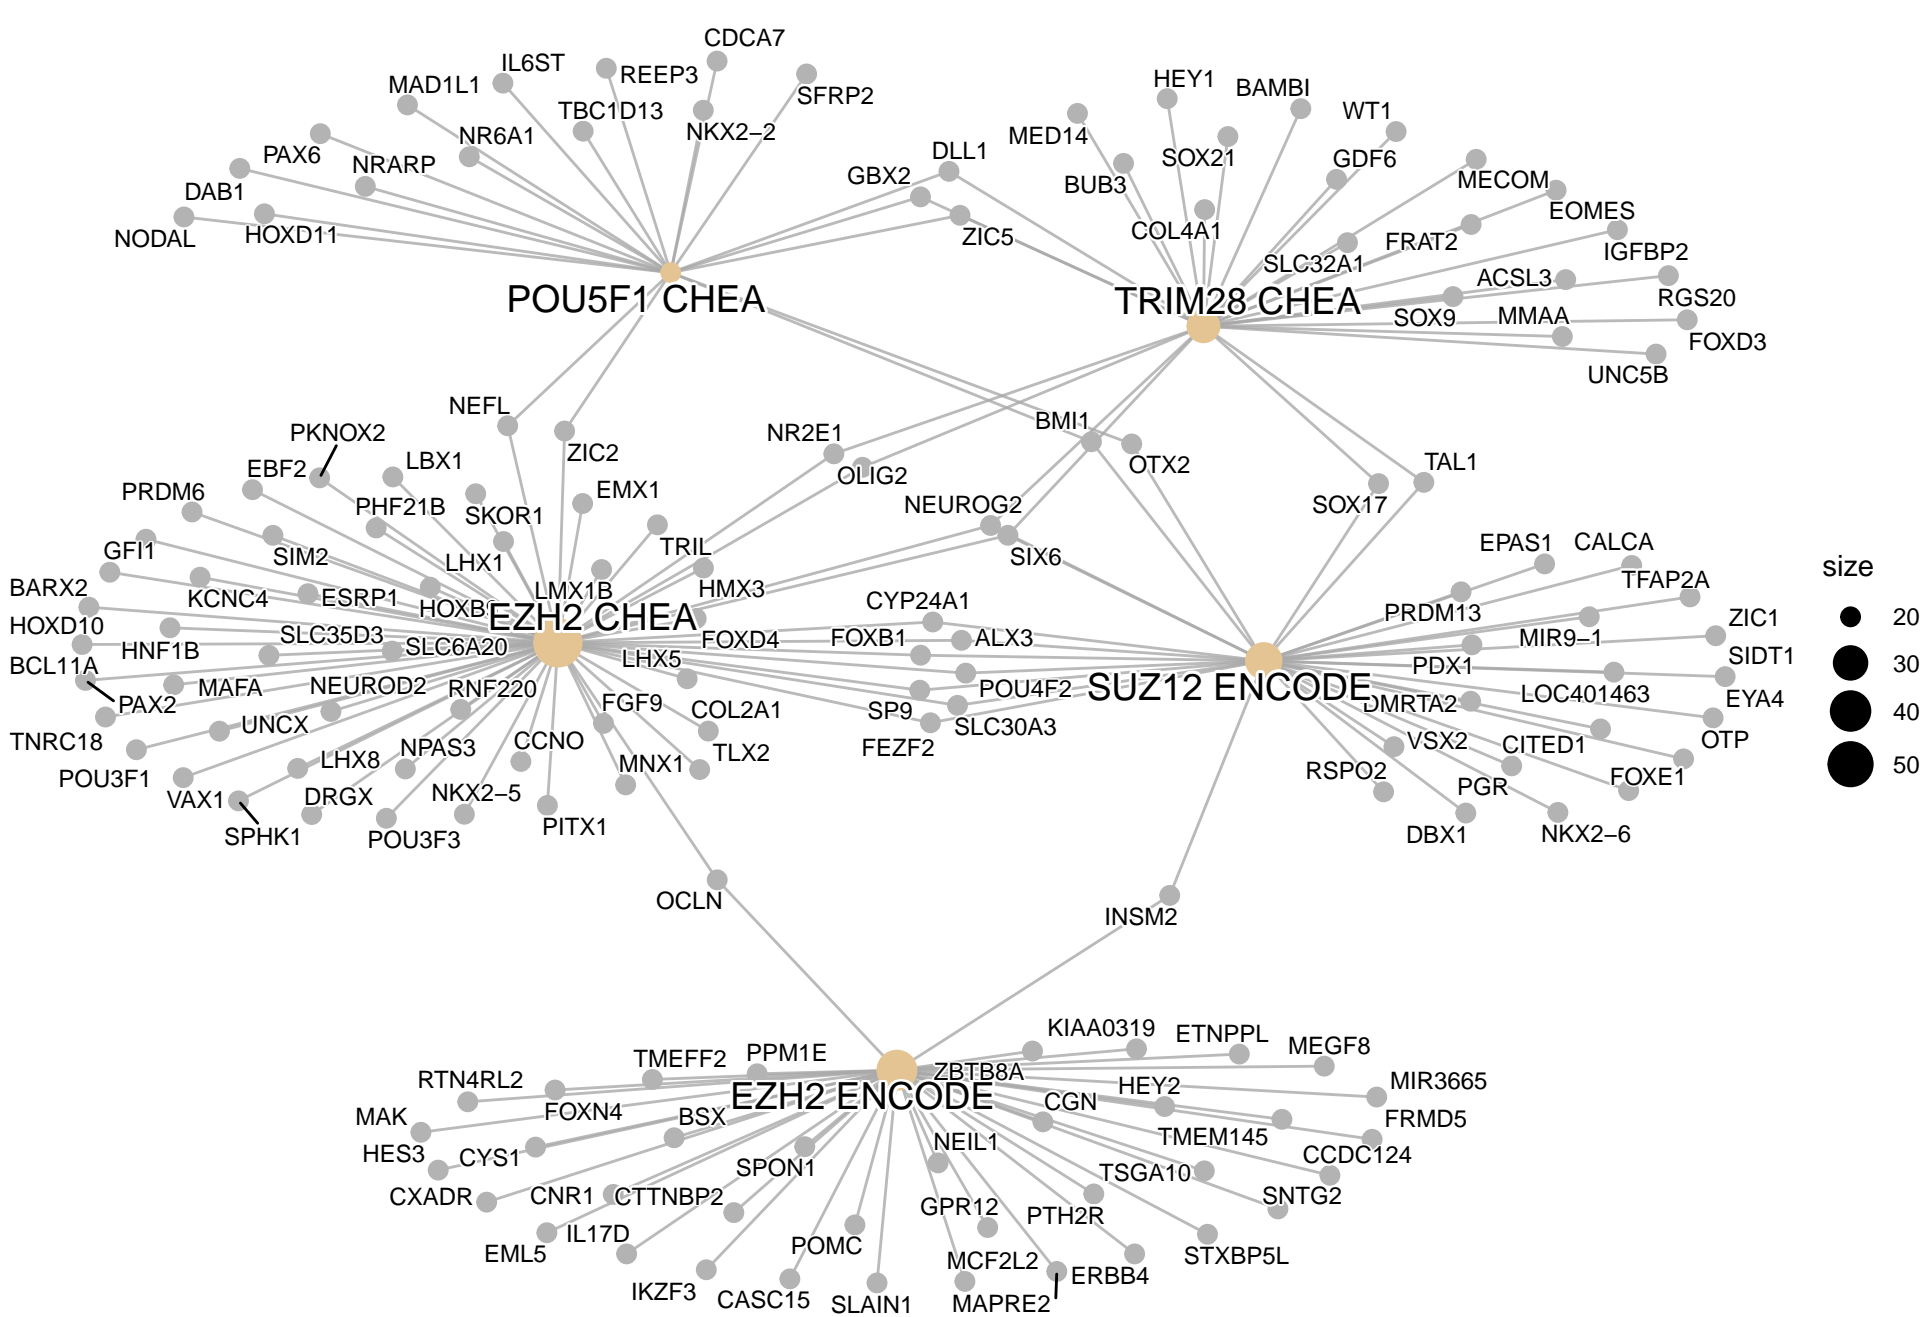 CDCA7
IL6ST
REEP3
MAD1L1
SFRP2
TBC1D13
NKX2−2
NR6A1
PAX6
NRARP
DAB1
NODAL
HOXD11
DLL1
GBX2
ZIC5
POU5F1 CHEA
HEY1
BAMBI
WT1
MED14
SOX21
GDF6
BUB3
MECOM
EOMES
COL4A1
FRAT2
IGFBP2
SLC32A1
ACSL3
RGS20
TRIM28 CHEA
SOX9
MMAA
FOXD3
UNC5B
NEFL
ZIC2
NR2E1
OLIG2
BMI1
OTX2
NEUROG2
SIX6
SOX17
TAL1
PKNOX2
EBF2
LBX1
PRDM6
PHF21B
SKOR1
EMX1
GFI1
SIM2
LHX1
TRIL
BARX2
KCNC4
ESRP1
HOXB9
LMX1B
HMX3
EZH2 CHEA
HOXD10
HNF1B
SLC35D3
SLC6A20
FOXD4
LHX5
BCL11A
PAX2
MAFA
NEUROD2
RNF220
FGF9
COL2A1
TNRC18
UNCX
CCNO
POU3F1
LHX8
NPAS3
MNX1
TLX2
VAX1
DRGX
NKX2−5
SPHK1
POU3F3
PITX1
CYP24A1
FOXB1
ALX3
POU4F2
SP9
SLC30A3
FEZF2
SUZ12 ENCODE
EPAS1
CALCA
TFAP2A
PRDM13
ZIC1
MIR9−1
SIDT1
PDX1
LOC401463
EYA4
DMRTA2
OTP
VSX2
CITED1
RSPO2
FOXE1
PGR
DBX1
NKX2−6
size
20
30
40
50
OCLN
INSM2
KIAA0319
ETNPPL
MEGF8
TMEFF2
PPM1E
ZBTB8A
RTN4RL2
HEY2
MIR3665
EZH2 ENCODE
FOXN4
CGN
FRMD5
MAK
BSX
TMEM145
HES3
CYS1
NEIL1
CCDC124
SPON1
TSGA10
CXADR
CNR1
CTTNBP2
SNTG2
GPR12
PTH2R
EML5
IL17D
POMC
STXBP5L
MCF2L2
ERBB4
IKZF3
CASC15
SLAIN1
MAPRE2